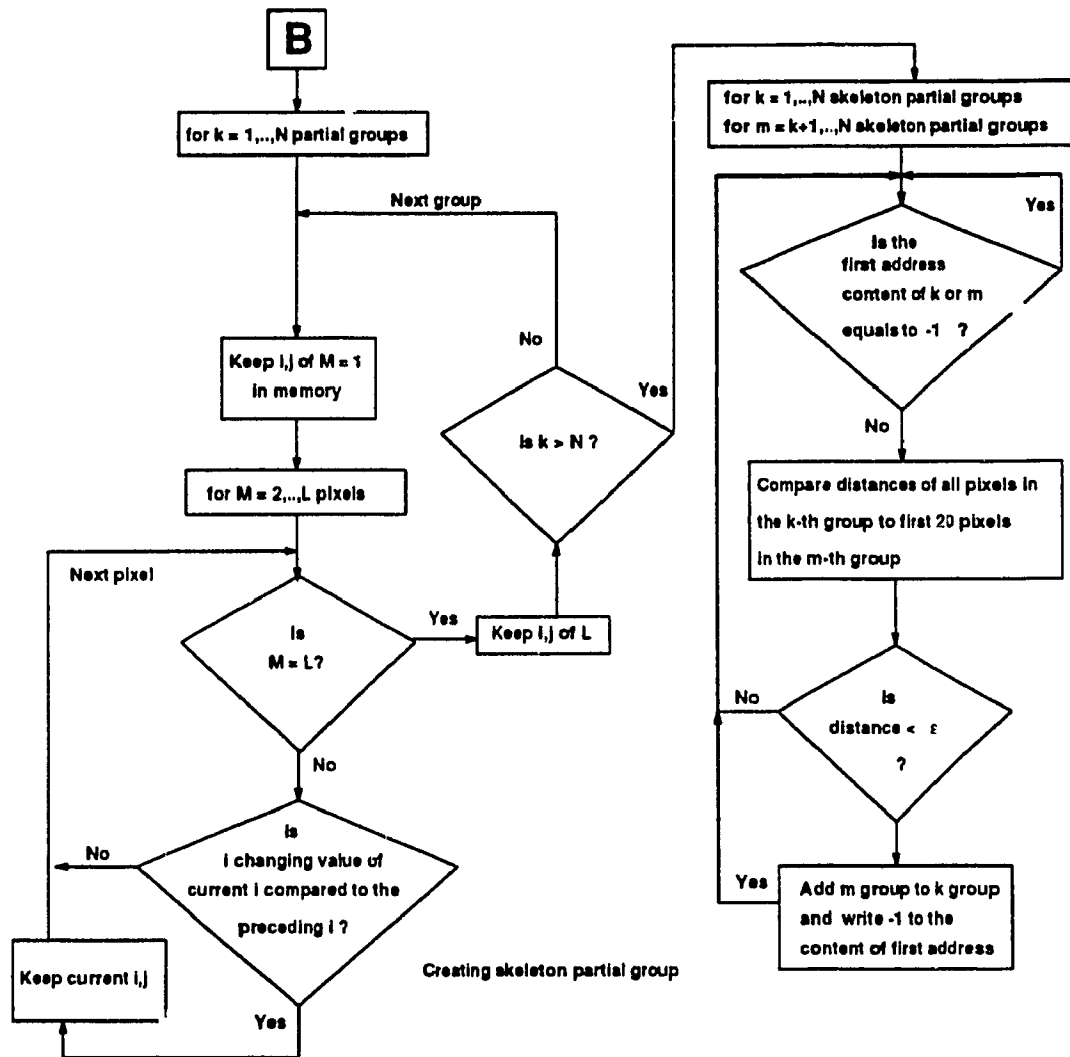 B
for k = 1,..,N partial groups
Next group
Keep i,j of M = 1
in memory
for M = 2,..,L pixels
Next pixel
Is
M = L?
Yes
Keep i,j of L
No
Is
i changing value of
current i compared to the
preceding i ?
No
Keep current i,j
Yes
Creating skeleton partial group
Is k > N ?
No
Yes
for k = 1,..,N skeleton partial groups
for m = k+1,..,N skeleton partial groups
Is the
first address
content of k or m
equals to -1 ?
Yes
No
Compare distances of all pixels in
the k-th group to first 20 pixels
in the m-th group
Is
distance < ε
?
No
Yes
Add m group to k group
and write -1 to the
content of first address